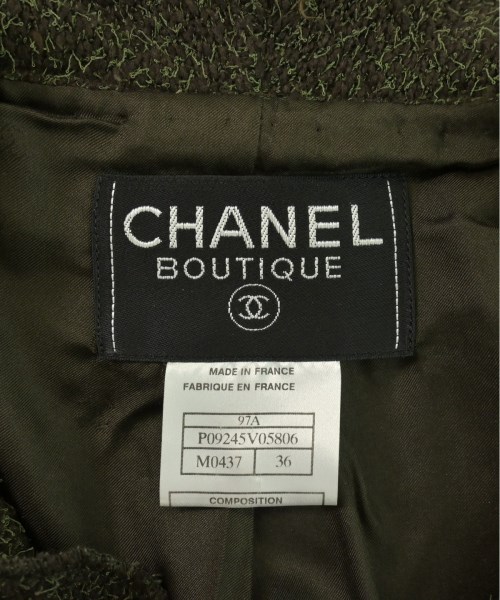 CHANEL
BOUTIQUE
MADE IN FRANCE
FABRIQUE EN FRANCE
97A
P09245V05806
M0437 36
COMPOSITION